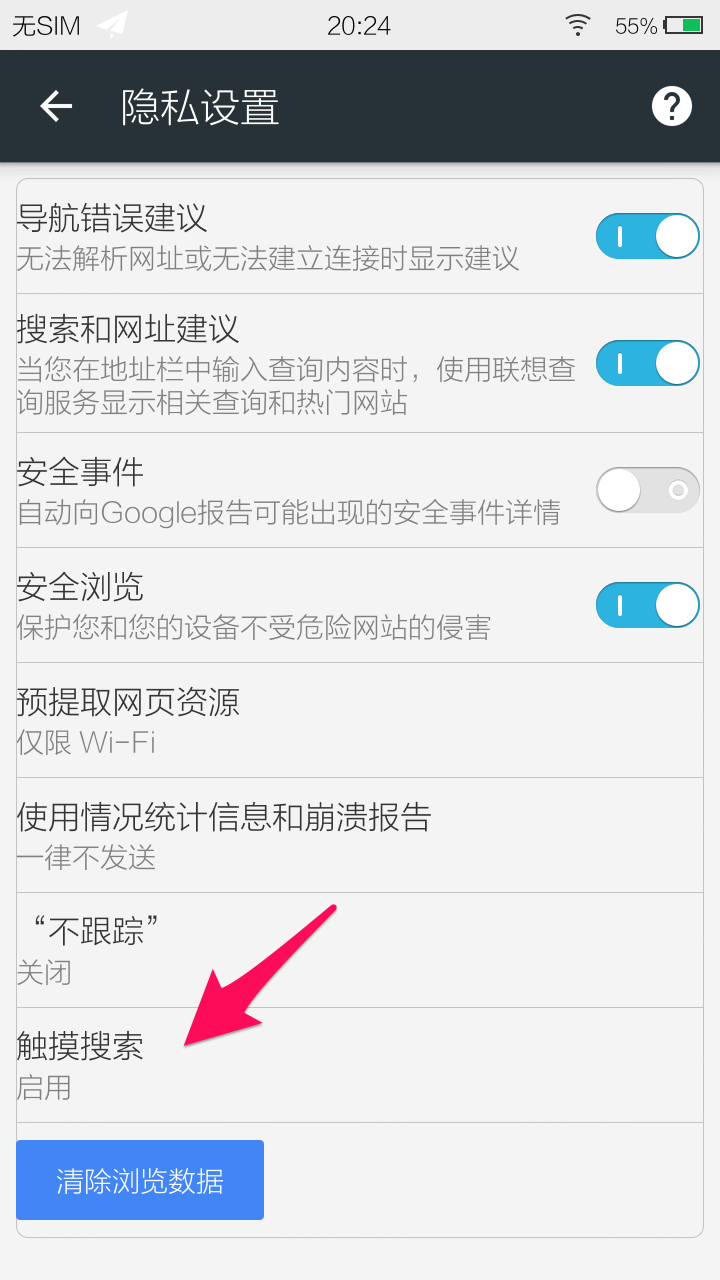 无SIM 20:24 55%
隐私设置
导航错误建议
无法解析网址或无法建立连接时显示建议
搜索和网址建议
当您在地址栏中输入查询内容时，使用联想查
询服务显示相关查询和热门网站
安全事件
自动向Google报告可能出现的安全事件详情
安全浏览
保护您和您的设备不受危险网站的侵害
预提取网页资源
仅限 Wi-Fi
使用情况统计信息和崩溃报告
一律不发送
“不跟踪”
关闭
触摸搜索
启用
清除浏览数据